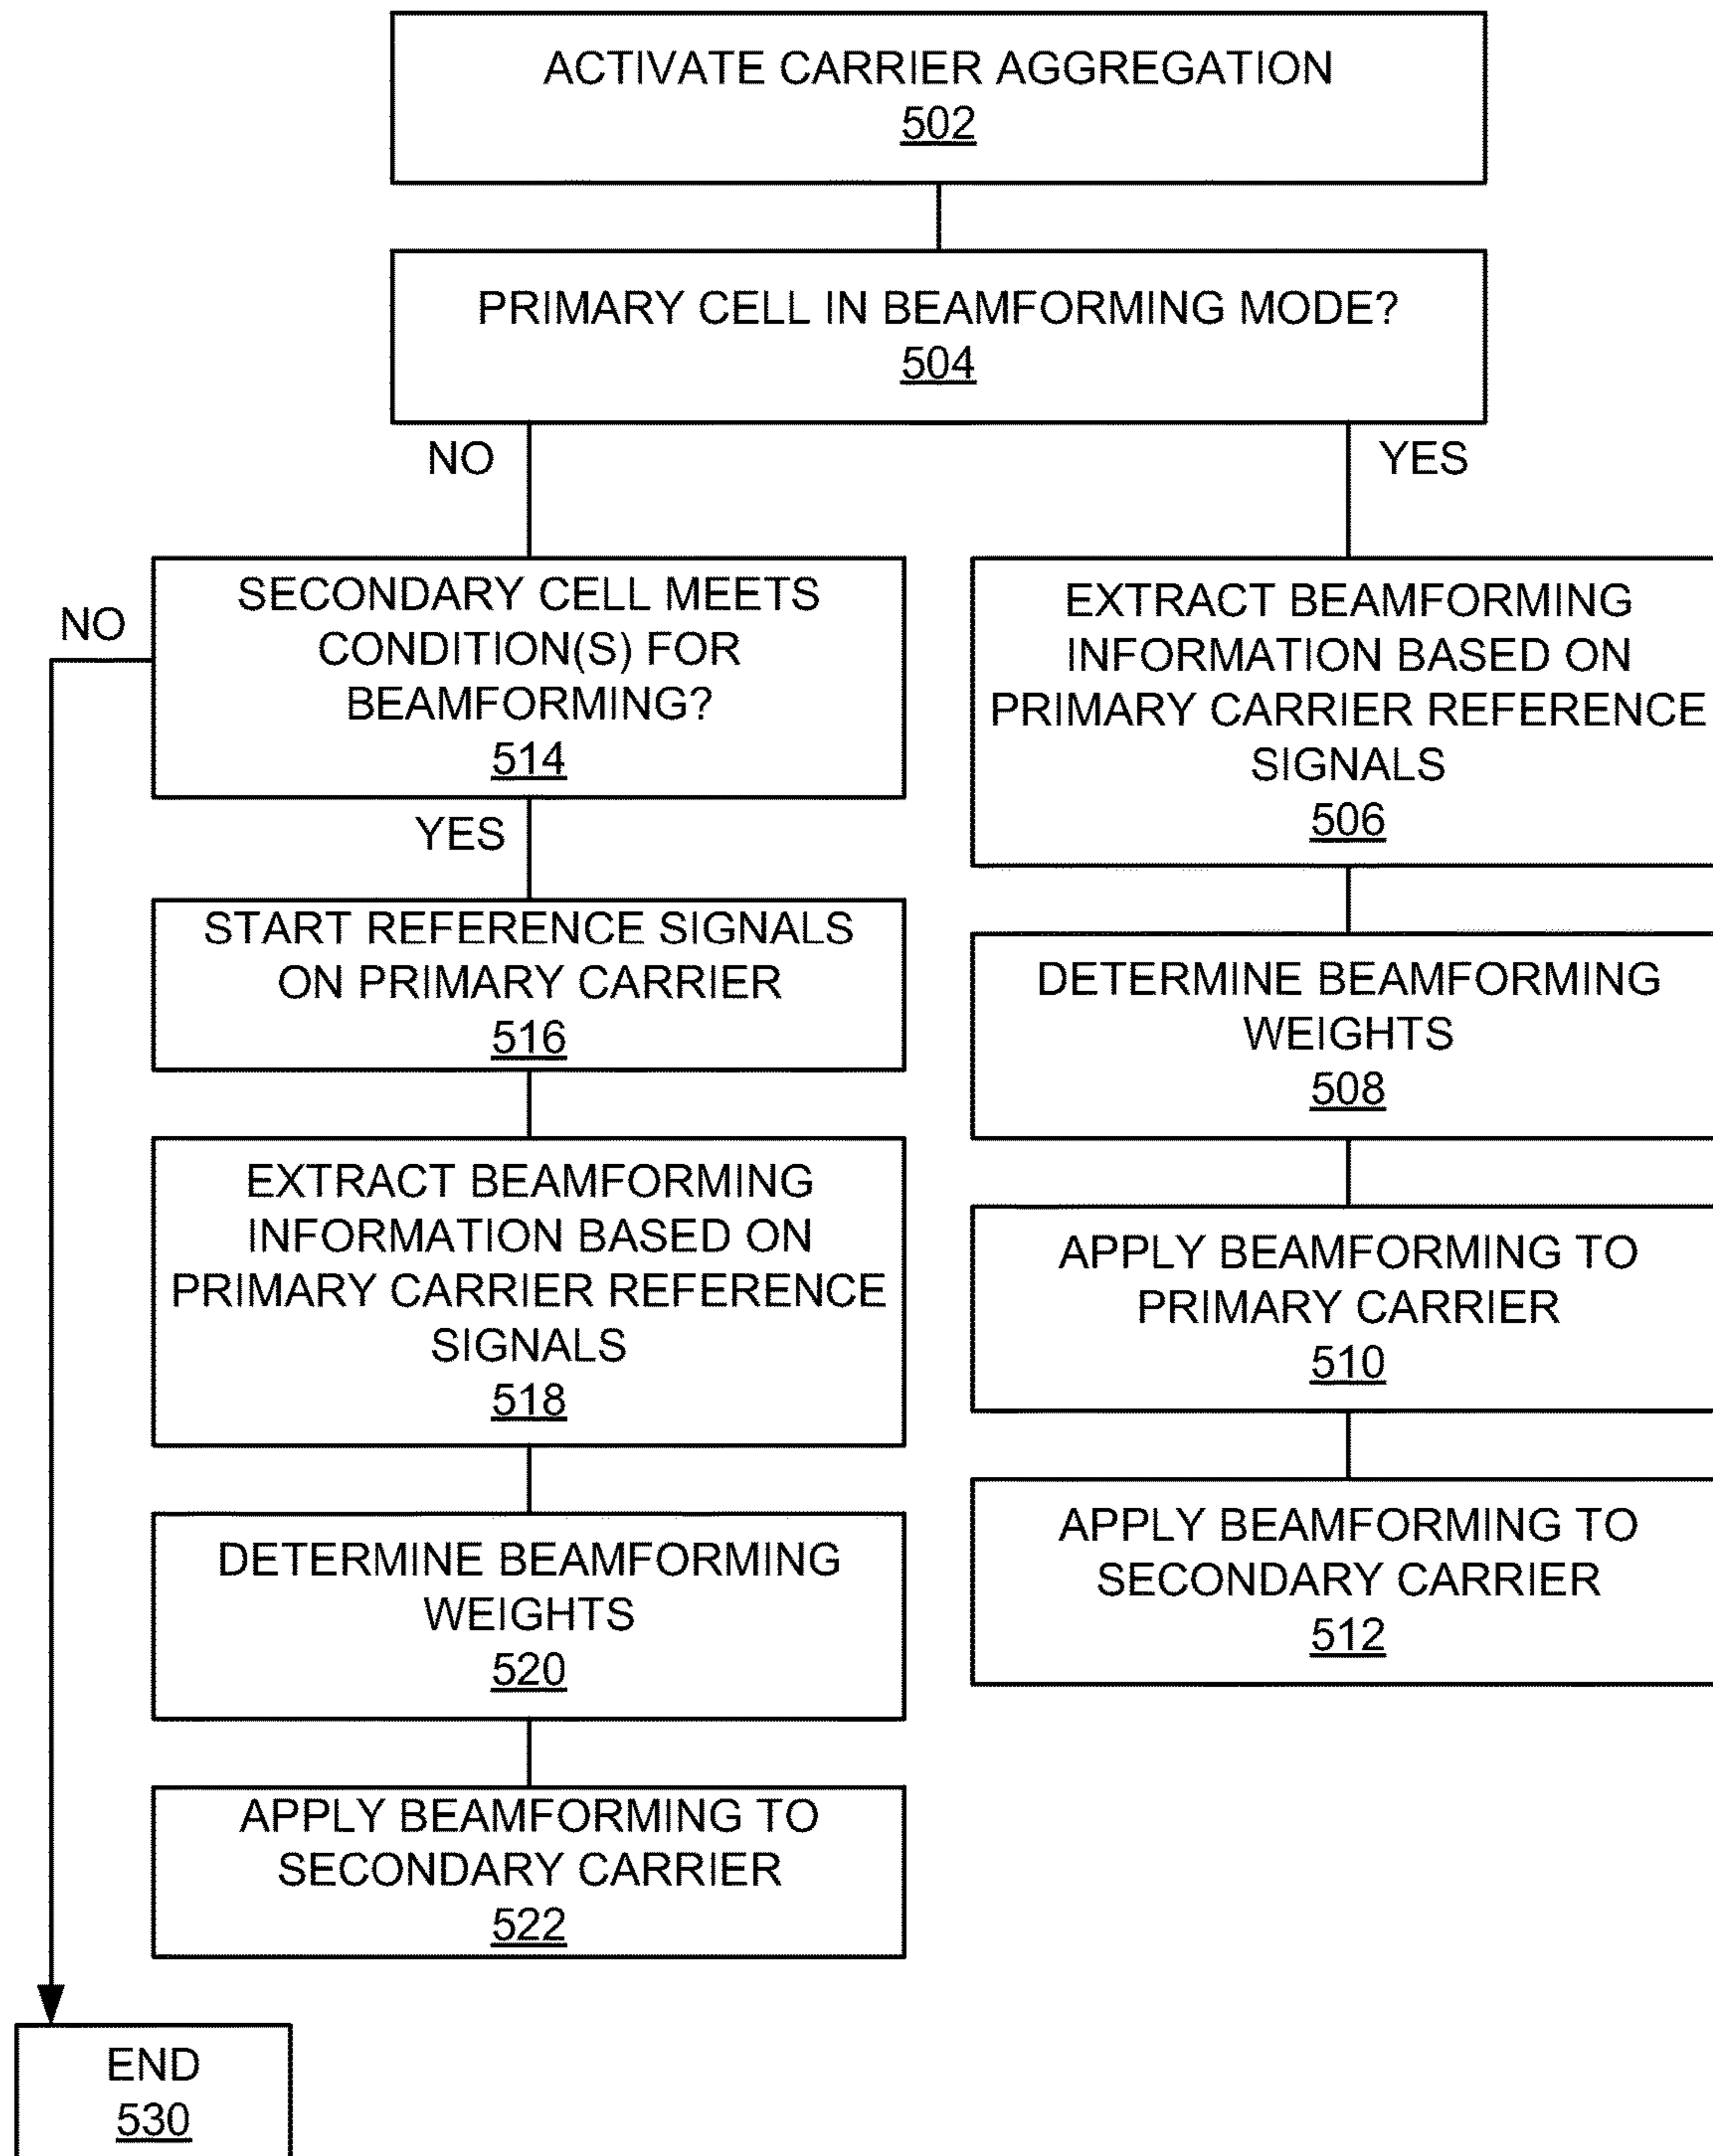 ACTIVATE CARRIER AGGREGATION
502
PRIMARY CELL IN BEAMFORMING MODE?
504
NO
YES
NO
SECONDARY CELL MEETS
CONDITION(S) FOR
BEAMFORMING?
514
YES
START REFERENCE SIGNALS
ON PRIMARY CARRIER
516
EXTRACT BEAMFORMING
INFORMATION BASED ON
PRIMARY CARRIER REFERENCE
SIGNALS
518
DETERMINE BEAMFORMING
WEIGHTS
520
APPLY BEAMFORMING TO
SECONDARY CARRIER
522
END
530
EXTRACT BEAMFORMING
INFORMATION BASED ON
PRIMARY CARRIER REFERENCE
SIGNALS
506
DETERMINE BEAMFORMING
WEIGHTS
508
APPLY BEAMFORMING TO
PRIMARY CARRIER
510
APPLY BEAMFORMING TO
SECONDARY CARRIER
512